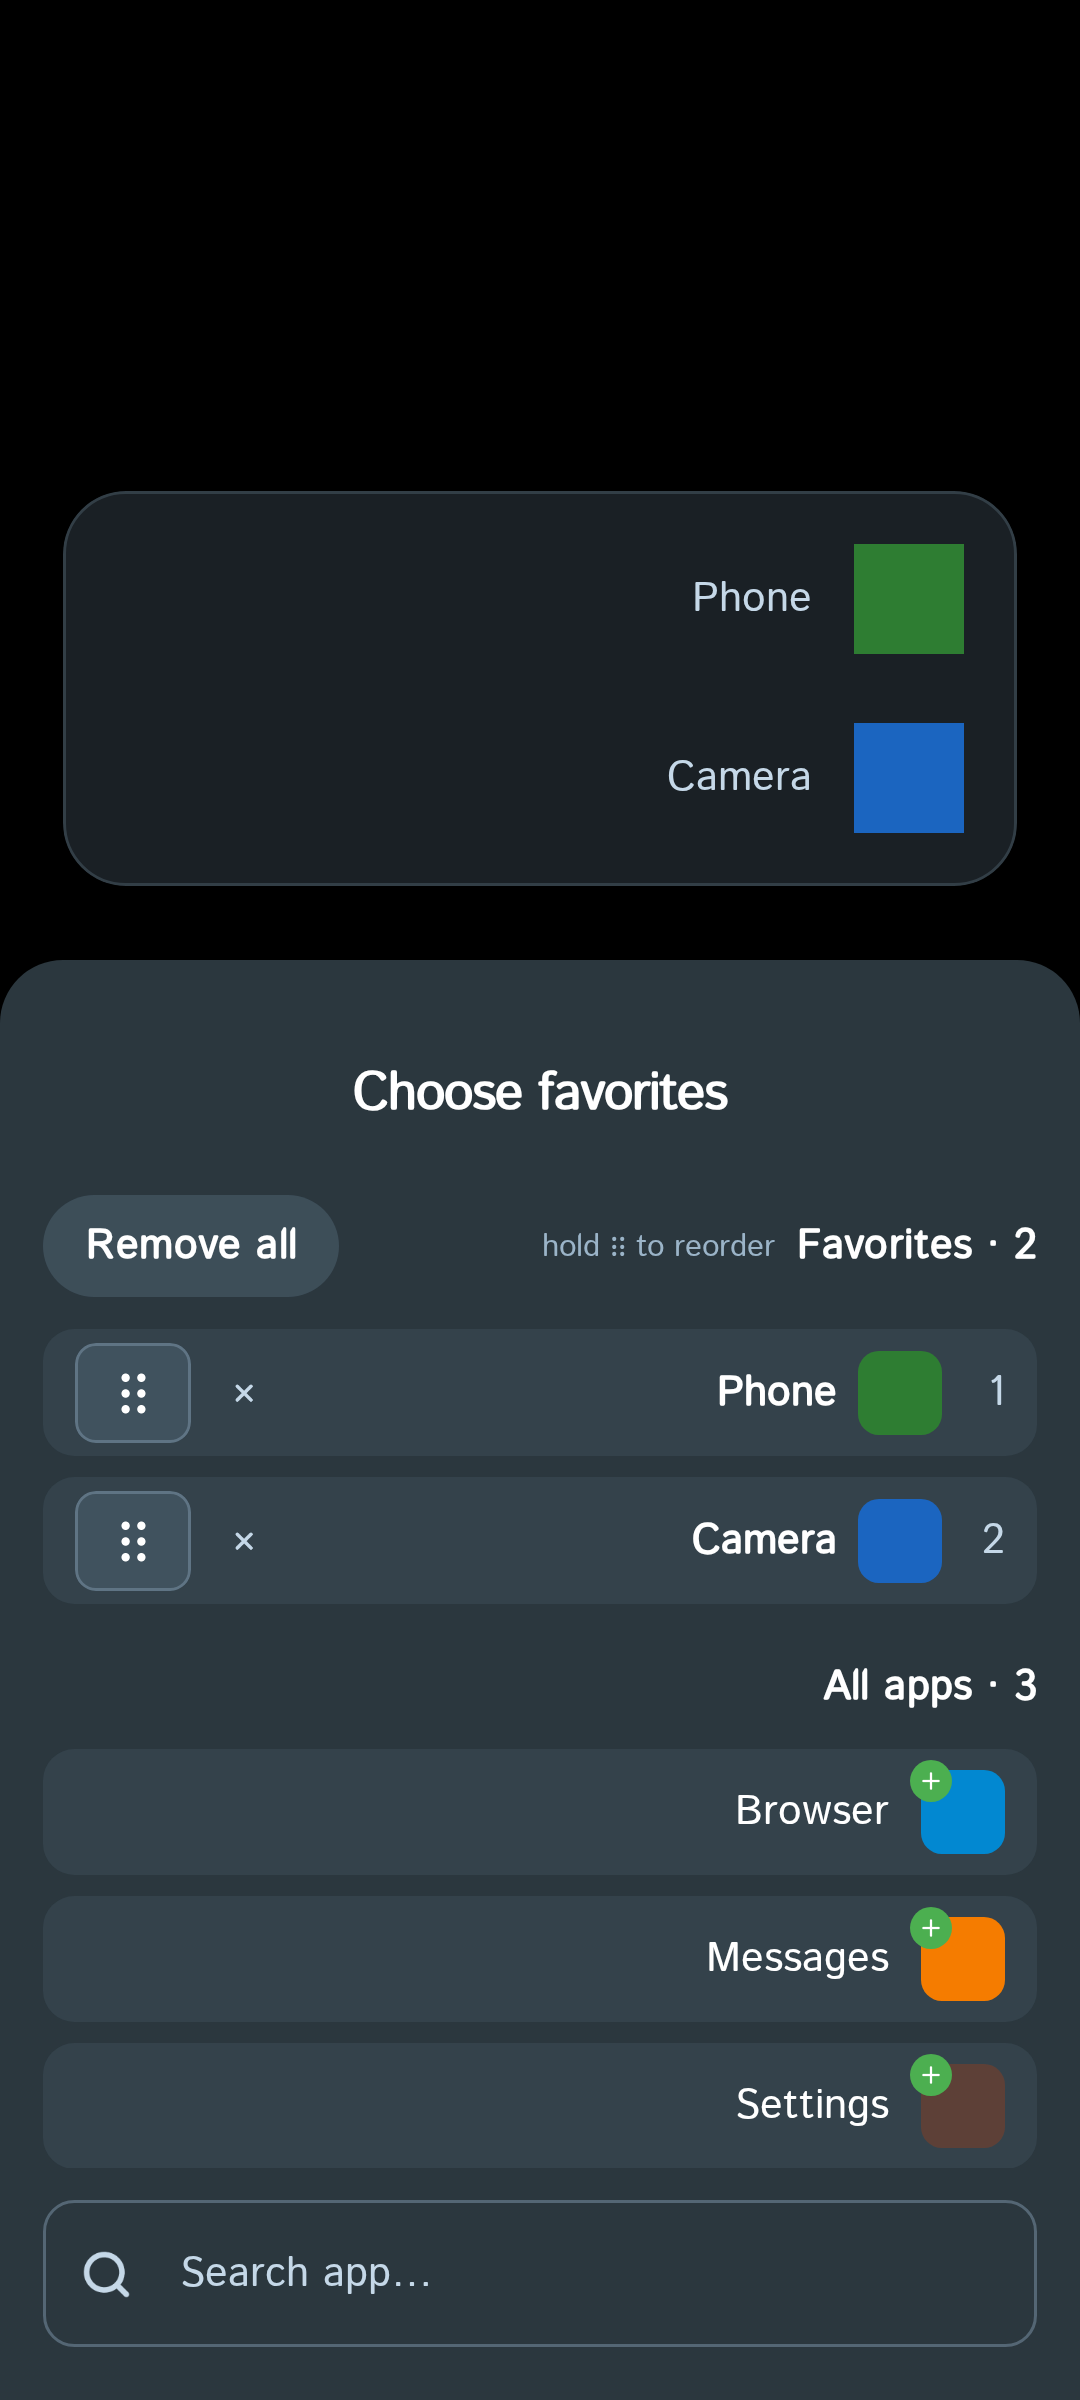 Phone
Camera
Choose favorites
Remove all hold ⠿ to reorder Favorites · 2
× Phone 1
× Camera 2
All apps · 3
Browser
Messages
Settings
Search app...